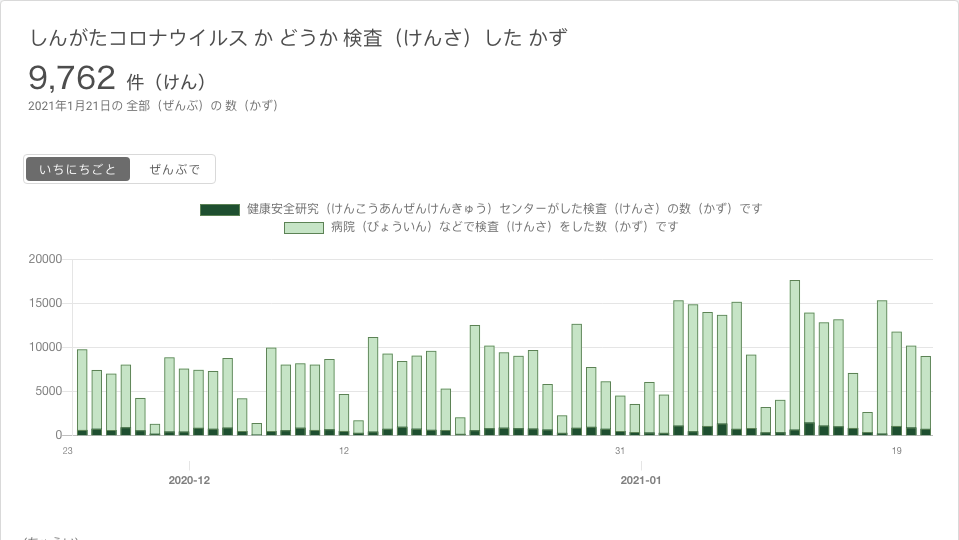 しんがたコロナウイルス か どうか 検査（けんさ）した かず
9,762 件（けん）
2021年1月21日の 全部（ぜんぶ）の 数（かず）
いちにちごと ぜんぶで
健康安全研究（けんこうあんぜんけんきゅう）センターがした検査（けんさ）の数（かず）です
病院（びょういん）などで検査（けんさ）をした数（かず）です
20000
15000
10000
5000
0
23 12 31 19
2020-12 2021-01